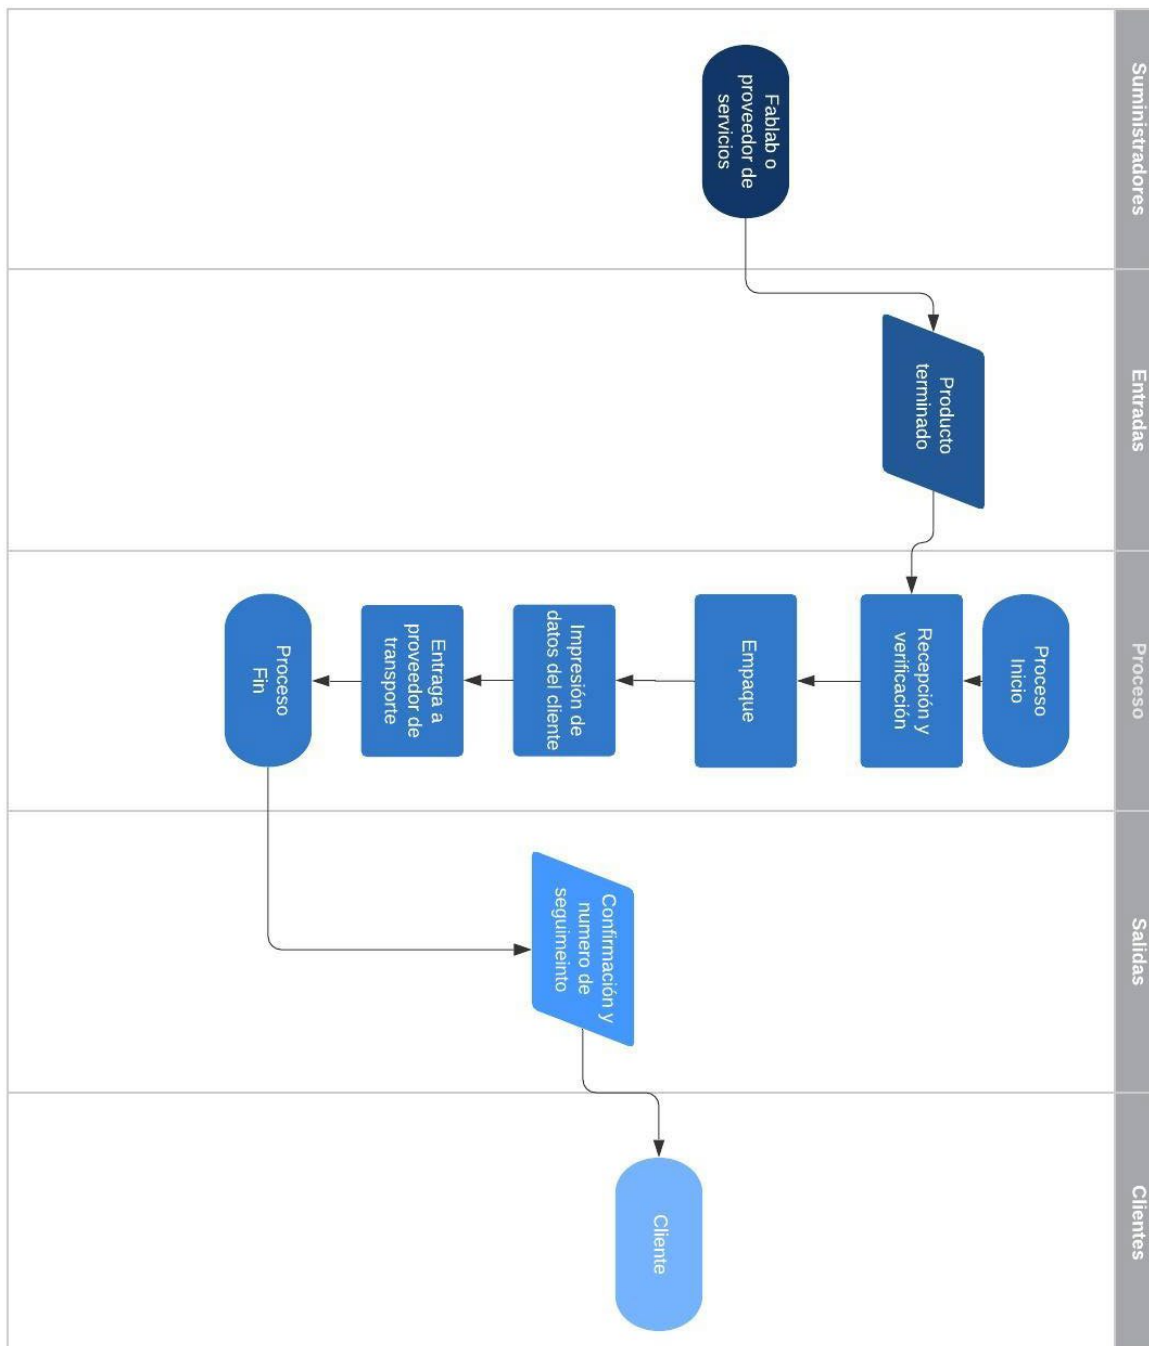 Suministradores
Entradas
Proceso
Salidas
Clientes
Fablab o
proveedor de
servicios
Producto
terminado
Proceso
Inicio
Recepción y
verificación
Empaque
Impresión de
datos del cliente
Entraga a
proveedor de
transporte
Proceso
Fin
Confirmación y
numero de
seguimeinto
Cliente